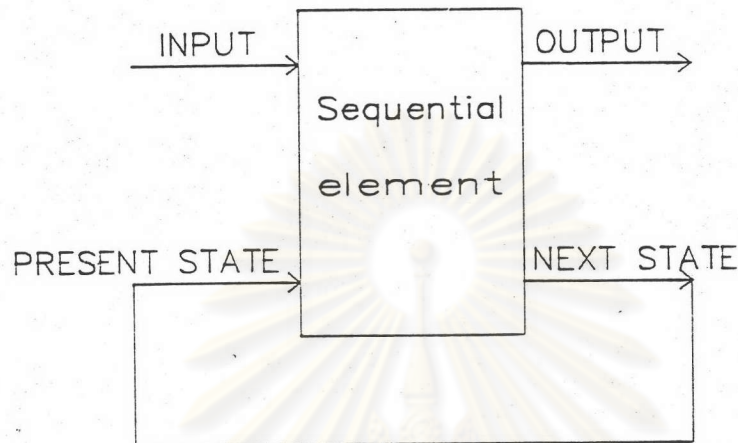 INPUT
OUTPUT
Sequential
element
PRESENT STATE
NEXT STATE